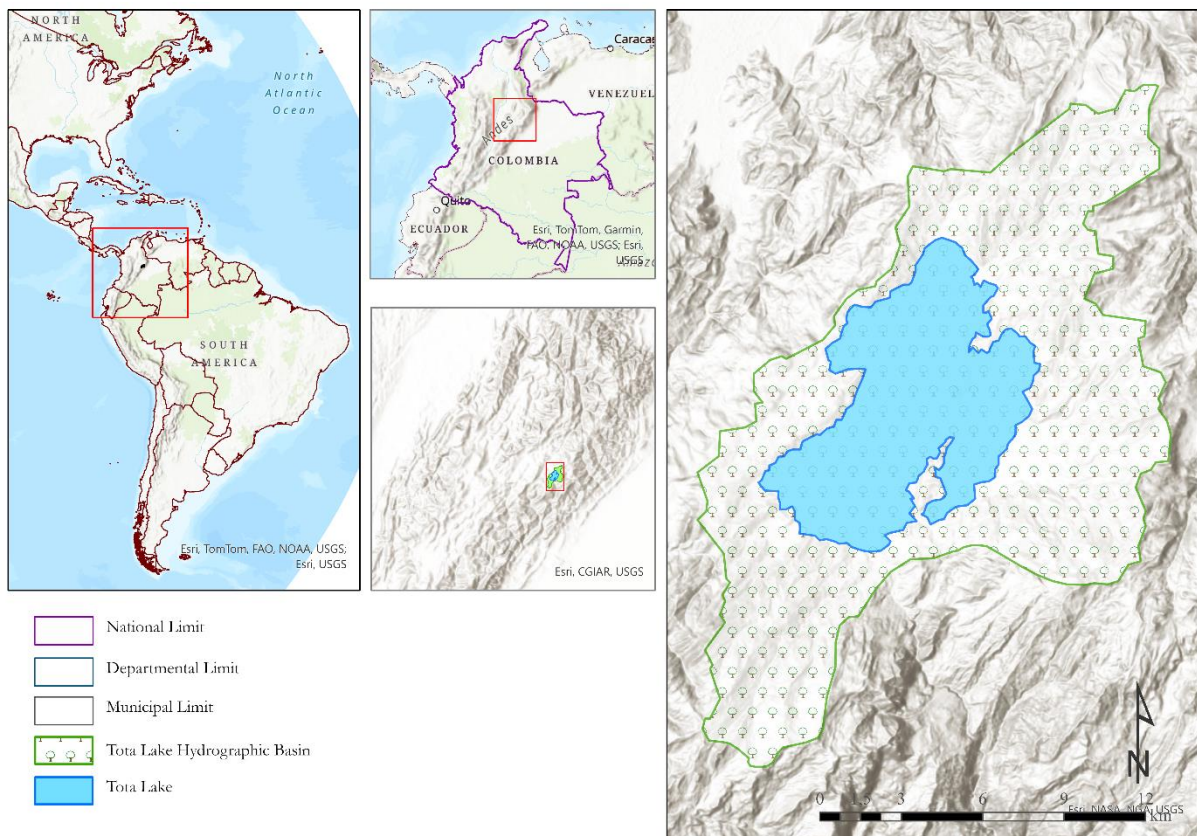 NORTH
AMERICA
North
Atlantic
Ocean
SOUTH
AMERICA
Esri, TomTom, FAO, NOAA, USGS;
Esri, USGS
Caracas
VENEZUEL
Andes
COLOMBIA
Quito
ECUADOR
Esri, TomTom, Garmin,
FAO, NOAA, USGS; Esri,
USGS
Esri, CGIAR, USGS
N
0 1.5 3 6 9 12
km
Esri, NASA, NGA, USGS
National Limit
Departmental Limit
Municipal Limit
Tota Lake Hydrographic Basin
Tota Lake